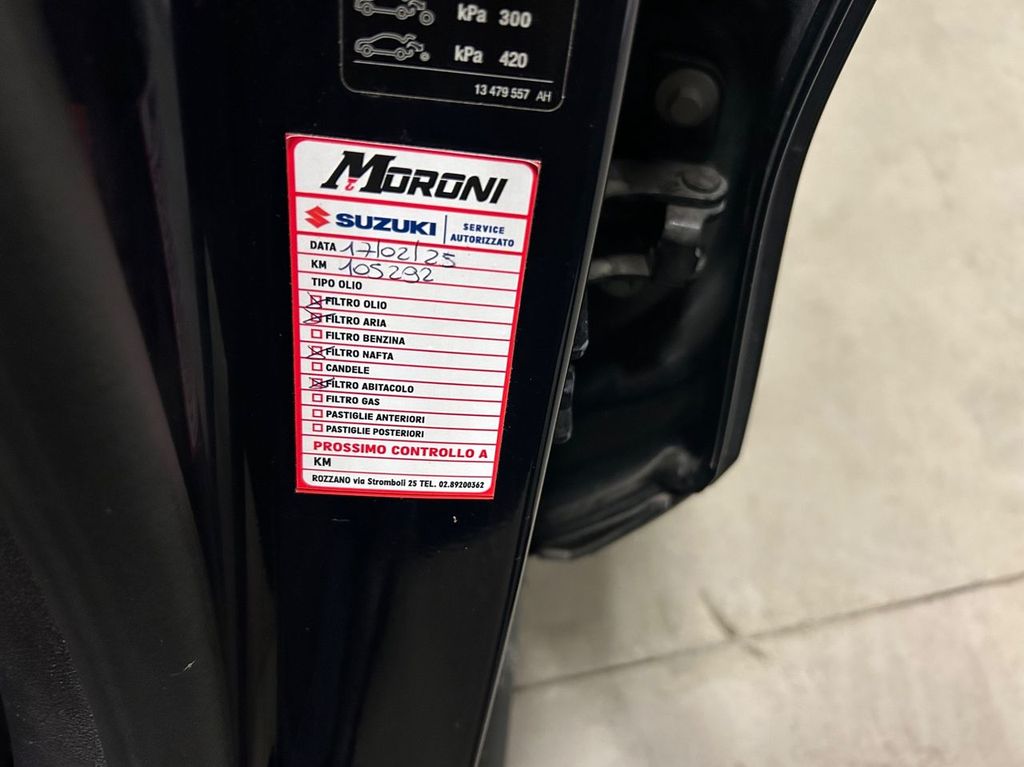 kPa 300
kPa 420
13 479 557 AH
MORONI
SUZUKI SERVICE AUTORIZZATO
DATA 17/02/25
KM 105292
TIPO OLIO
FILTRO OLIO
FILTRO ARIA
FILTRO BENZINA
FILTRO NAFTA
CANDELE
FILTRO ABITACOLO
FILTRO GAS
PASTIGLIE ANTERIORI
PASTIGLIE POSTERIORI
PROSSIMO CONTROLLO A
KM
ROZZANO via Stromboli 25 TEL. 02.89200362